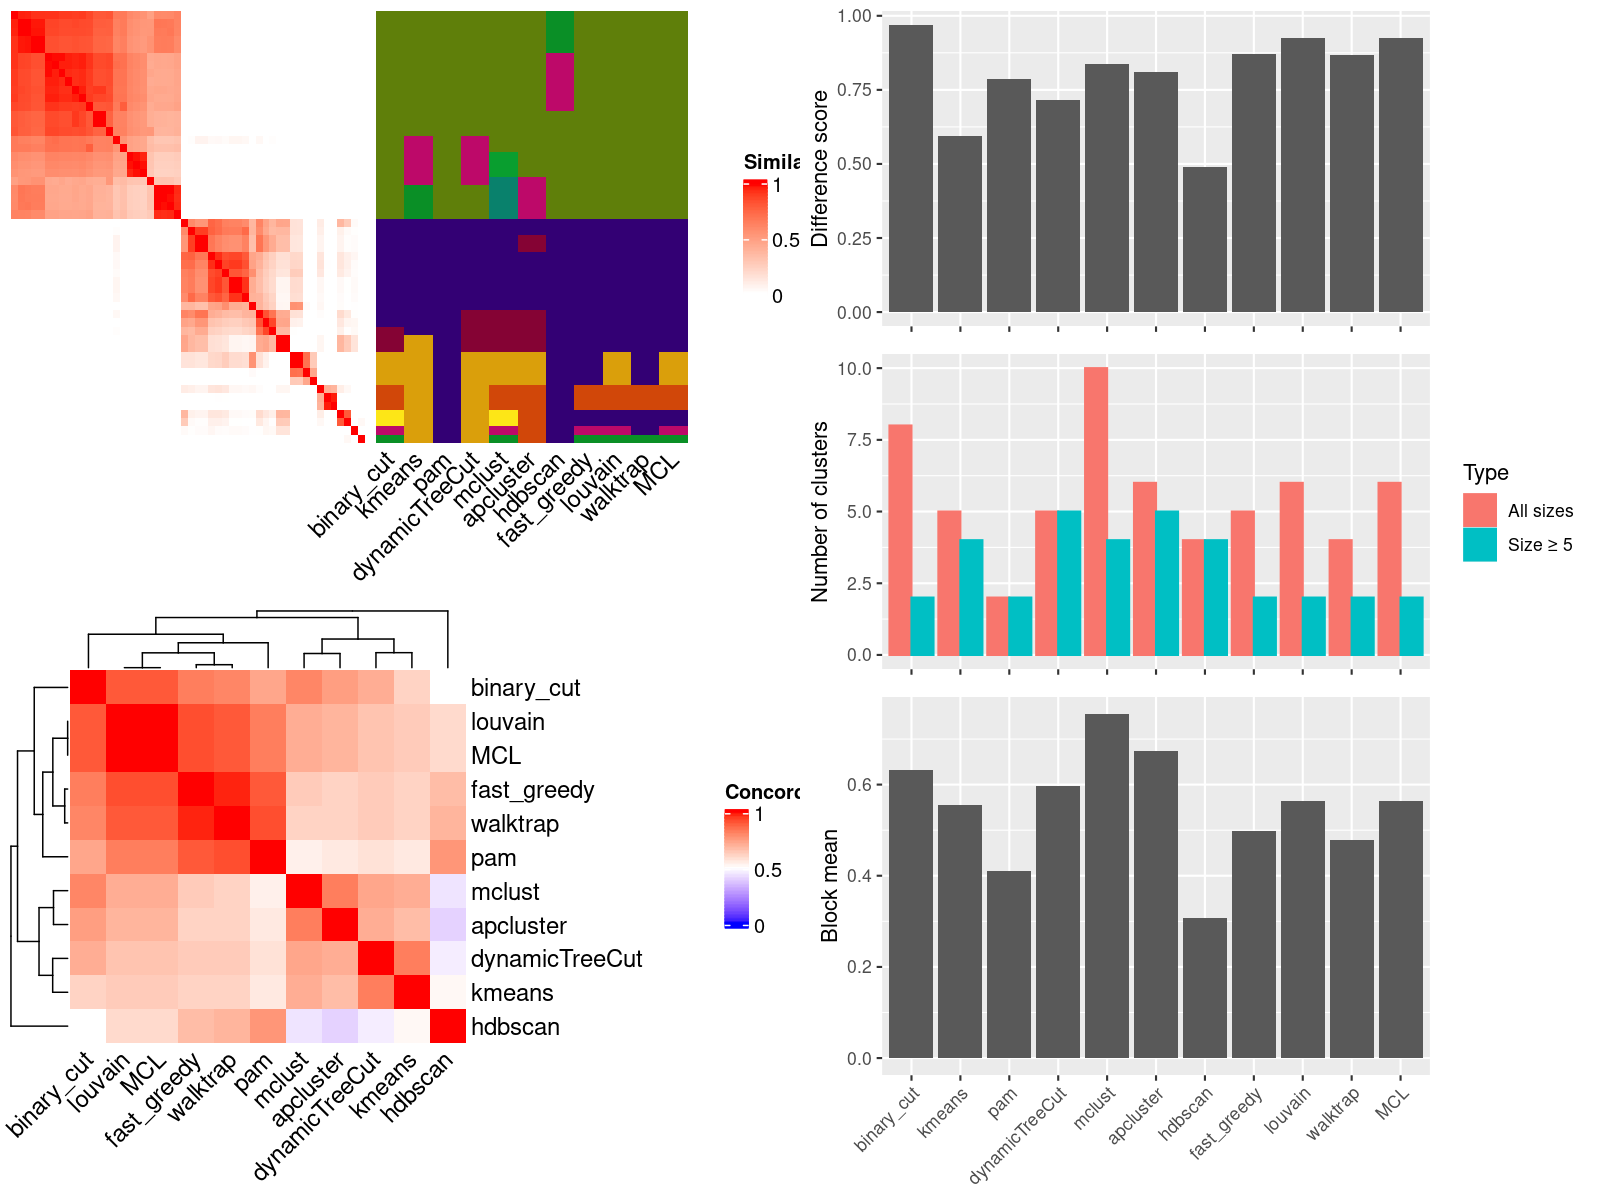 Simila
1
0.5
0
binary_cut
kmeans
pam
dynamicTreeCut
mclust
apcluster
hdbscan
fast_greedy
louvain
walktrap
MCL
binary_cut
louvain
MCL
fast_greedy
walktrap
pam
mclust
apcluster
dynamicTreeCut
kmeans
hdbscan
Concord
1
0.5
0
binary_cut
louvain
MCL
fast_greedy
walktrap
pam
mclust
apcluster
dynamicTreeCut
kmeans
hdbscan
Difference score
1.00
0.75
0.50
0.25
0.00
Number of clusters
10.0
7.5
5.0
2.5
0.0
Type
All sizes
Size ≥ 5
Block mean
0.6
0.4
0.2
0.0
binary_cut
kmeans
pam
dynamicTreeCut
mclust
apcluster
hdbscan
fast_greedy
louvain
walktrap
MCL